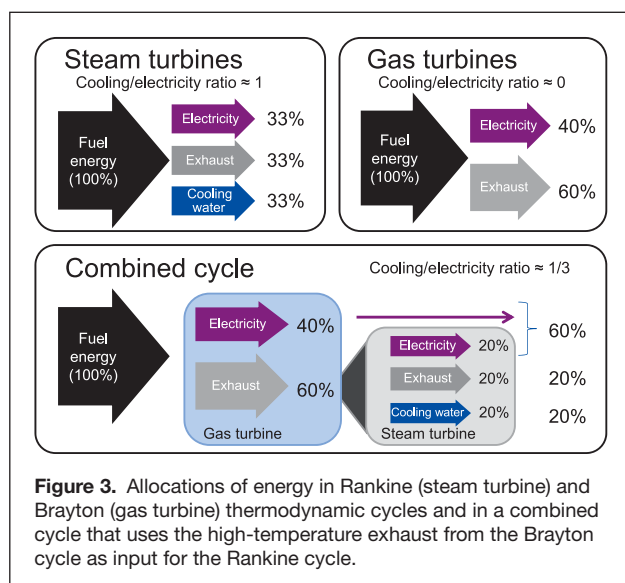 Steam turbines
Cooling/electricity ratio ≈ 1
Fuel
energy
(100%)
Electricity 33%
Exhaust 33%
Cooling
water 33%
Gas turbines
Cooling/electricity ratio ≈ 0
Fuel
energy
(100%)
Electricity 40%
Exhaust 60%
Combined cycle
Cooling/electricity ratio ≈ 1/3
Fuel
energy
(100%)
Electricity 40%
Exhaust 60%
Gas turbine
Electricity 20%
Exhaust 20%
Cooling water 20%
Steam turbine
60%
20%
20%
Figure 3. Allocations of energy in Rankine (steam turbine) and
Brayton (gas turbine) thermodynamic cycles and in a combined
cycle that uses the high-temperature exhaust from the Brayton
cycle as input for the Rankine cycle.